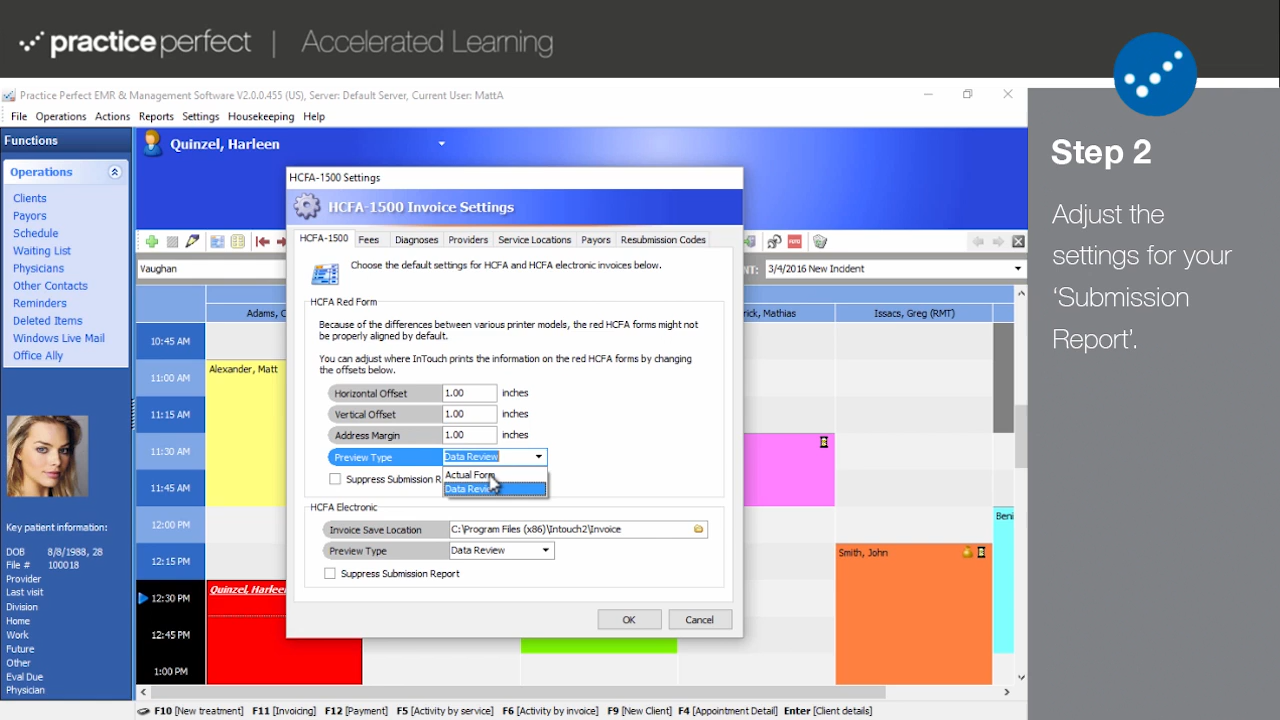 practiceperfect | Accelerated Learning
Practice Perfect EMR & Management Software V2.0.0.455 (US), Server: Default Server, Current User: MattA
File Operations Actions Reports Settings Housekeeping Help
Functions
Operations
Clients
Payors
Schedule
Waiting List
Physicians
Other Contacts
Reminders
Deleted Items
Windows Live Mail
Office Ally
Key patient information:
DOB 8/8/1988, 28
File # 100018
Provider
Last visit
Division
Home
Work
Future
Other
Eval Due
Physician
Quinzel, Harleen
Vaughan
3/4/2016 New Incident
Adams, C
rick, Mathias
Issacs, Greg (RMT)
10:45 AM
11:00 AM
11:15 AM
11:30 AM
11:45 AM
12:00 PM
12:15 PM
12:30 PM
12:45 PM
1:00 PM
Alexander, Matt
Quinzel, Harleen
Smith, John
Beni
HCFA-1500 Settings
HCFA-1500 Invoice Settings
HCFA-1500 Fees Diagnoses Providers Service Locations Payors Resubmission Codes
Choose the default settings for HCFA and HCFA electronic invoices below.
HCFA Red Form
Because of the differences between various printer models, the red HCFA forms might not
be properly aligned by default.
You can adjust where InTouch prints the information on the red HCFA forms by changing
the offsets below.
Horizontal Offset 1.00 inches
Vertical Offset 1.00 inches
Address Margin 1.00 inches
Preview Type Data Review
Actual Form
Data Review
Suppress Submission R
HCFA Electronic
Invoice Save Location C:\Program Files (x86)\Intouch2\Invoice
Preview Type Data Review
Suppress Submission Report
OK Cancel
F10 [New treatment] F11 [Invoicing] F12 [Payment] F5 [Activity by service] F6 [Activity by invoice] F9 [New Client] F4 [Appointment Detail] Enter [Client details]
Step 2
Adjust the
settings for your
‘Submission
Report’.